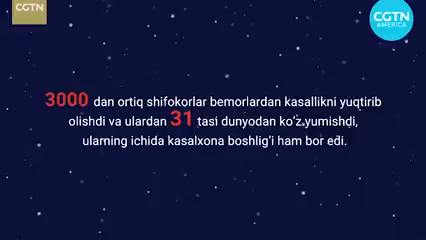 CGTN
CGTN
AMERICA
3000 dan ortiq shifokorlar bemorlardan kasallikni yuqtirib
olishdi va ulardan 31 tasi dunyodan ko'z yumishdi,
ularning ichida kasalxona boshlig'i ham bor edi.